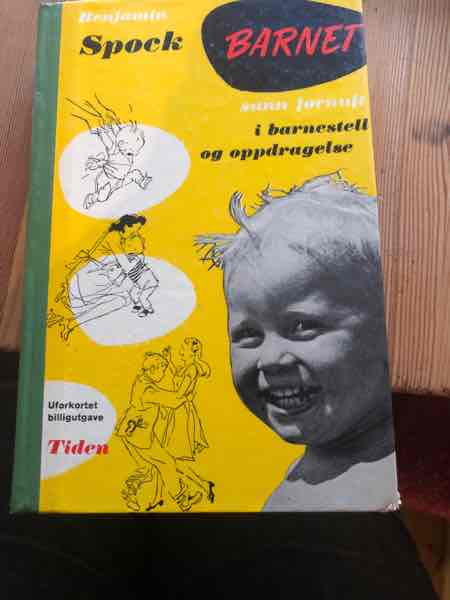 Benjamin
Spock
BARNET
sunn fornuft
i barnestell
og oppdragelse
Uforkortet
billigutgave
Tiden